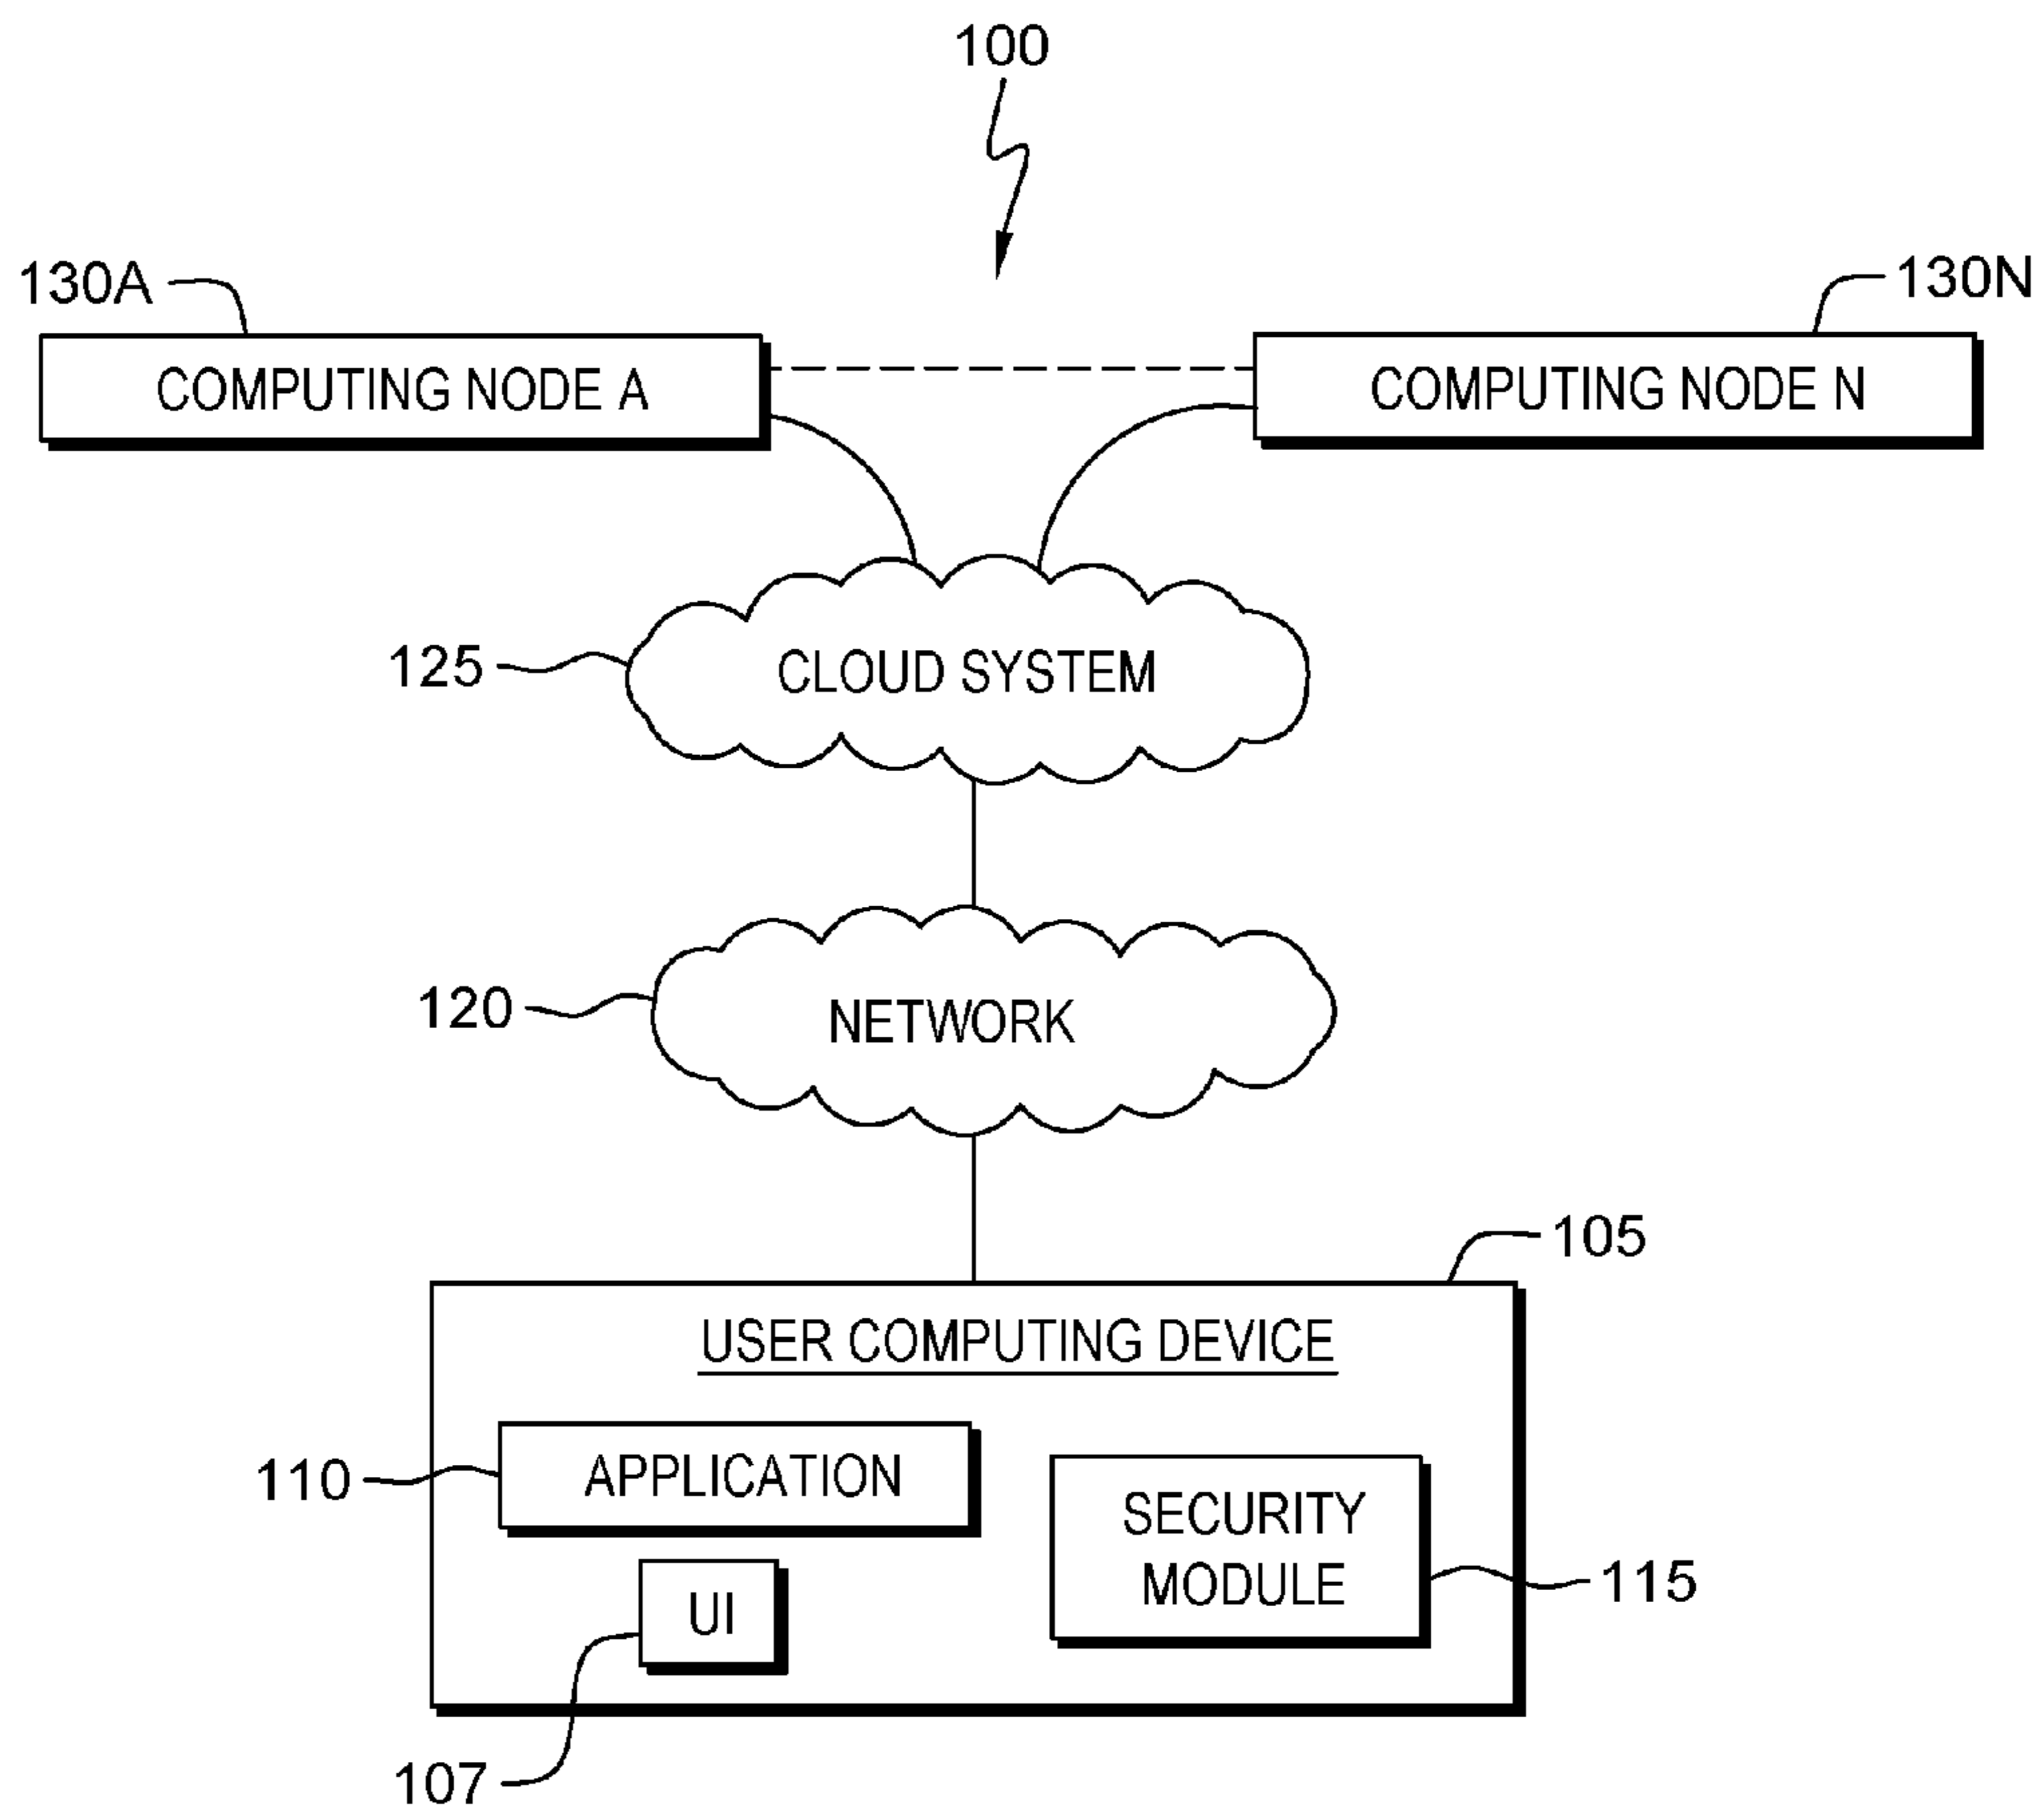 100
130A
130N
COMPUTING NODE A
COMPUTING NODE N
125
CLOUD SYSTEM
120
NETWORK
105
USER COMPUTING DEVICE
110
APPLICATION
SECURITY
MODULE
115
UI
107